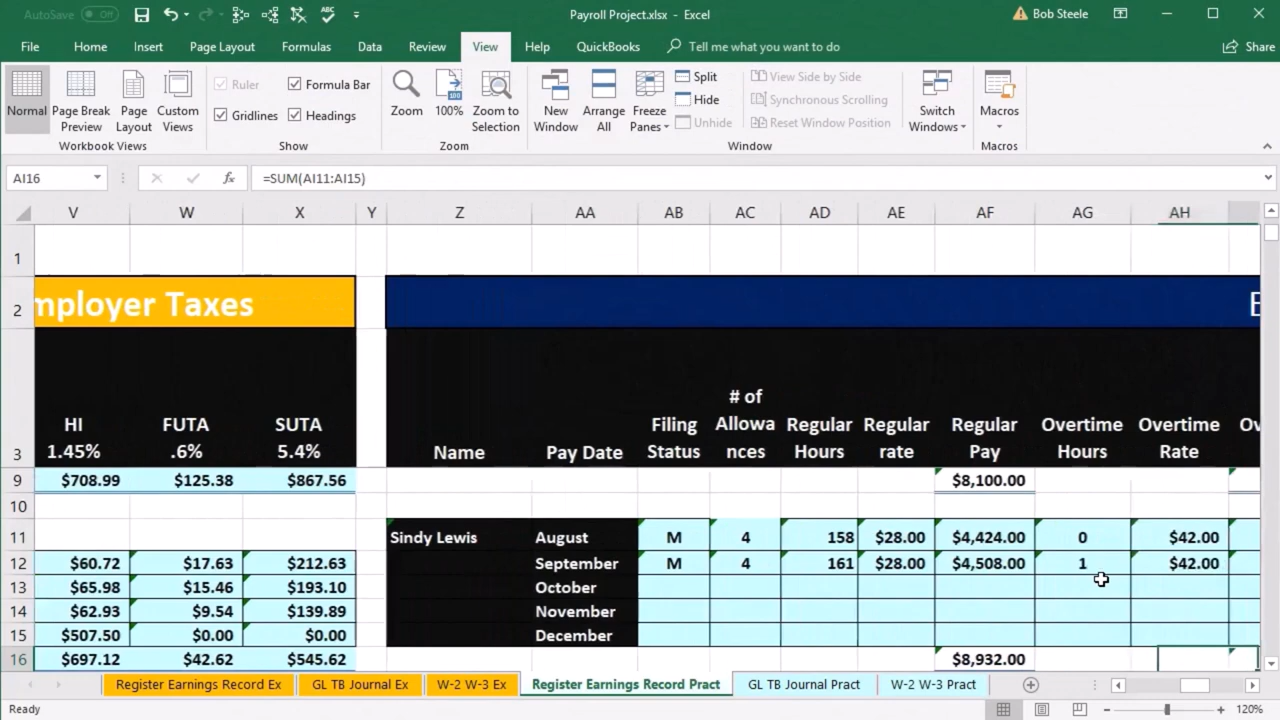 AutoSave Off
Payroll Project.xlsx - Excel
Bob Steele
File Home Insert Page Layout Formulas Data Review View Help QuickBooks Tell me what you want to do Share
Normal
Page Break
Preview
Page
Layout
Custom
Views
Workbook Views
Ruler
Formula Bar
Gridlines
Headings
Show
Zoom
100%
Zoom to
Selection
Zoom
New
Window
Arrange
All
Freeze
Panes
Split
Hide
Unhide
View Side by Side
Synchronous Scrolling
Reset Window Position
Window
Switch
Windows
Macros
Macros
AI16 fx =SUM(AI11:AI15)
V W X Y Z AA AB AC AD AE AF AG AH
1
2 mployer Taxes
# of
HI FUTA SUTA Filing Allowa Regular Regular Regular Overtime Overtime Ov
3 1.45% .6% 5.4% Name Pay Date Status nces Hours rate Pay Hours Rate
9 $708.99 $125.38 $867.56 $8,100.00
10
11 Sindy Lewis August M 4 158 $28.00 $4,424.00 0 $42.00
12 $60.72 $17.63 $212.63 September M 4 161 $28.00 $4,508.00 1 $42.00
13 $65.98 $15.46 $193.10 October
14 $62.93 $9.54 $139.89 November
15 $507.50 $0.00 $0.00 December
16 $697.12 $42.62 $545.62 $8,932.00
Register Earnings Record Ex GL TB Journal Ex W-2 W-3 Ex Register Earnings Record Pract GL TB Journal Pract W-2 W-3 Pract
Ready
120%